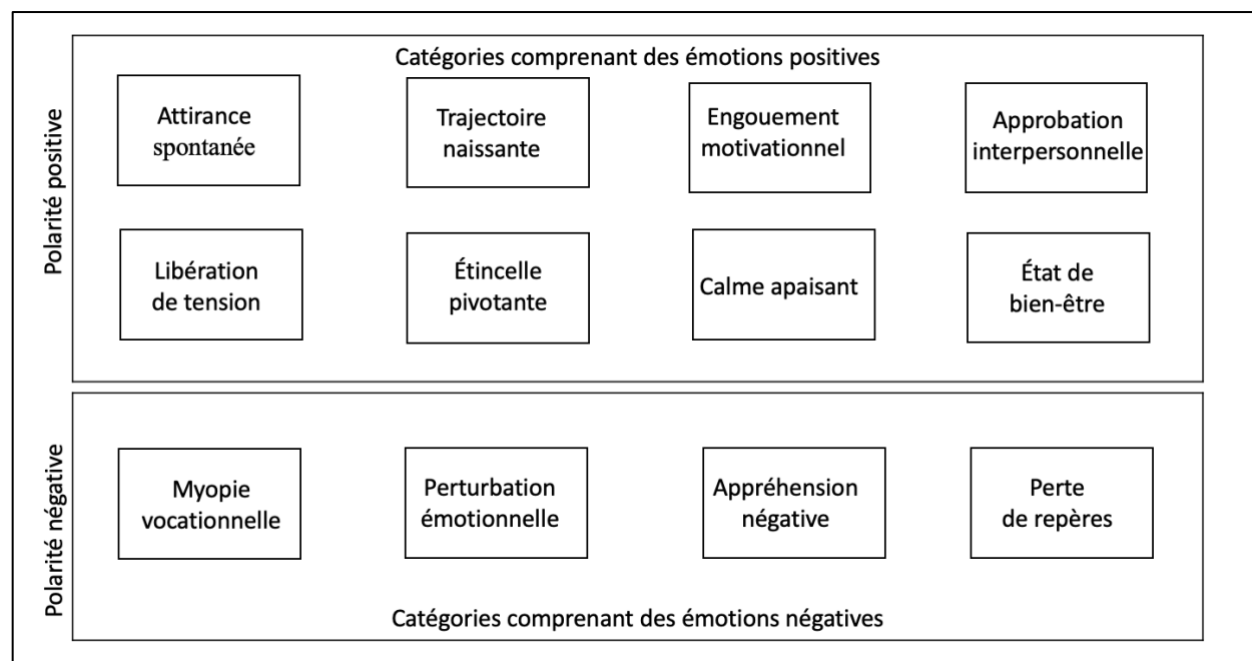 Catégories comprenant des émotions positives
Polarité positive
Attirance
spontanée
Trajectoire
naissante
Engouement
motivationnel
Approbation
interpersonnelle
Libération
de tension
Étincelle
pivotante
Calme apaisant
État de
bien-être
Polarité négative
Myopie
vocationnelle
Perturbation
émotionnelle
Appréhension
négative
Perte
de repères
Catégories comprenant des émotions négatives